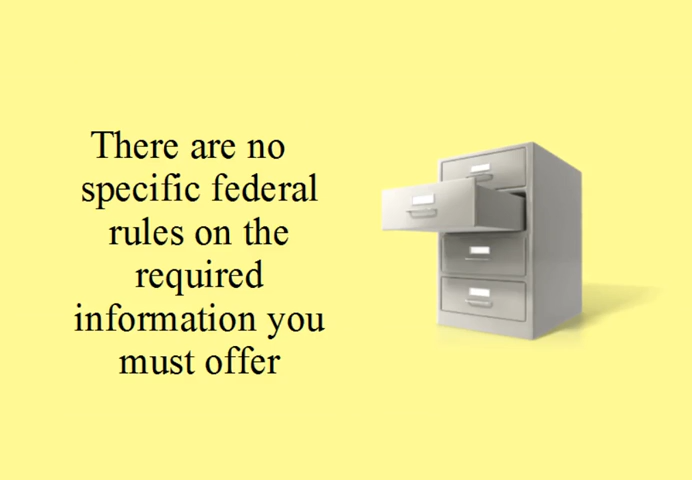 There are no
specific federal
rules on the
required
information you
must offer